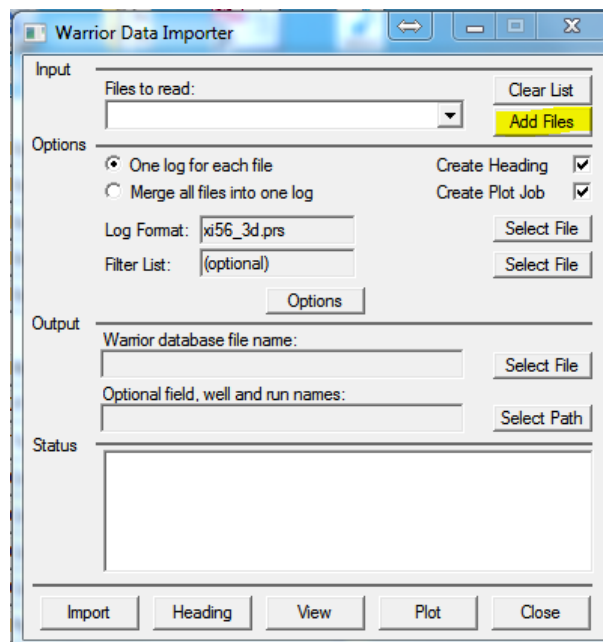 Warrior Data Importer
Input
Files to read:
Clear List
Add Files
Options
One log for each file
Create Heading
Merge all files into one log
Create Plot Job
Log Format:
xi56_3d.prs
Select File
Filter List:
(optional)
Select File
Options
Output
Warrior database file name:
Select File
Optional field, well and run names:
Select Path
Status
Import
Heading
View
Plot
Close